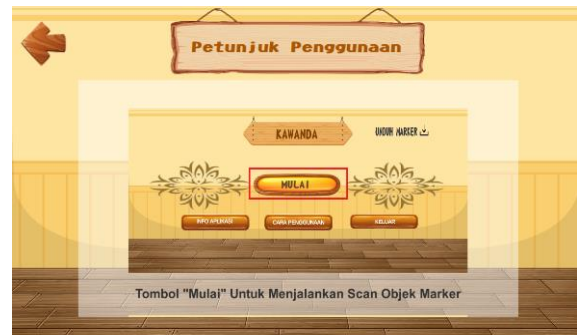 Petunjuk Penggunaan
KAWANDA
UNDUH MARKER
MULAI
INFO APLIKASI
CARA PENGGUNAAN
KELUAR
Tombol "Mulai" Untuk Menjalankan Scan Objek Marker